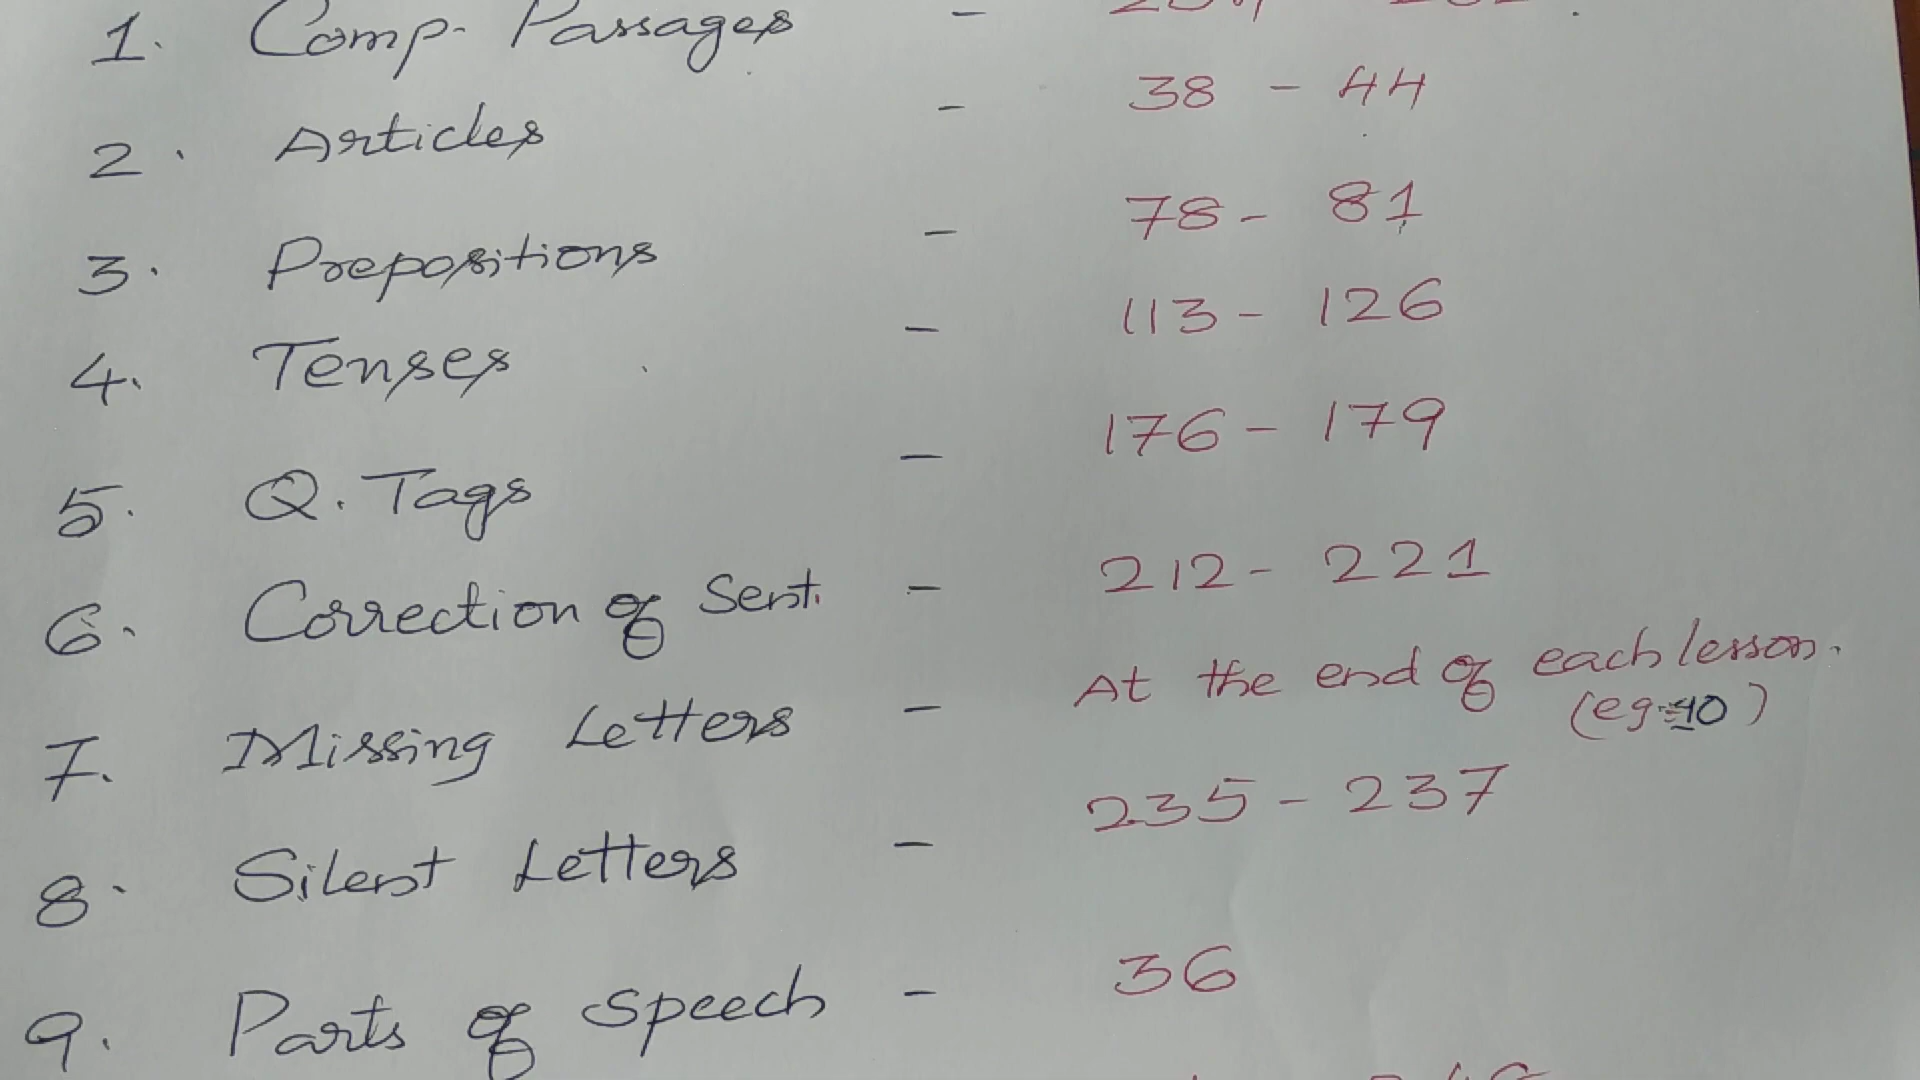 1. Comp. Passages -
2. Articles - 38 - 44
3. Prepositions - 78 - 81
4. Tenses - 113 - 126
5. Q. Tags - 176 - 179
6. Correction of Sent. - 212 - 221
7. Missing Letters - At the end of each lesson.
(eg 40)
8. Silent Letters - 235 - 237
9. Parts of Speech - 36